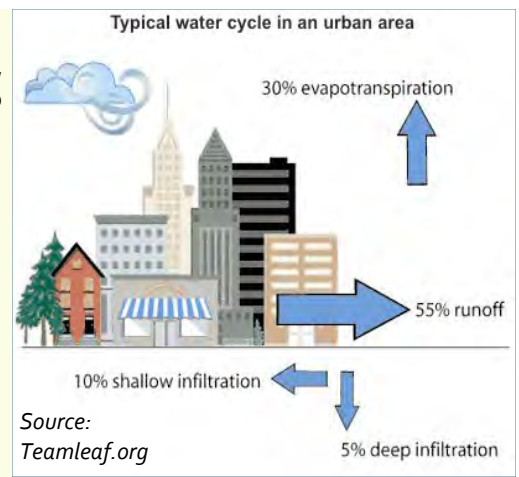 Typical water cycle in an urban area
30% evapotranspiration
55% runoff
10% shallow infiltration
5% deep infiltration
Source:
Teamleaf.org